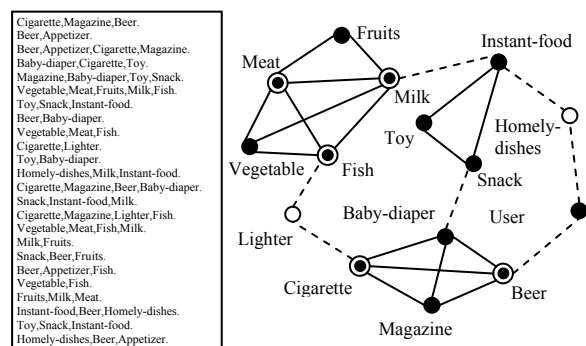 Cigarette,Magazine,Beer.
Beer,Appetizer.
Beer,Appetizer,Cigarette,Magazine.
Baby-diaper,Cigarette,Toy.
Magazine,Baby-diaper,Toy,Snack.
Vegetable,Meat,Fruits,Milk,Fish.
Toy,Snack,Instant-food.
Beer,Baby-diaper.
Vegetable,Meat,Fish.
Cigarette,Lighter.
Toy,Baby-diaper.
Homely-dishes,Milk,Instant-food.
Cigarette,Magazine,Beer,Baby-diaper.
Snack,Instant-food,Milk.
Cigarette,Magazine,Lighter,Fish.
Vegetable,Meat,Fish,Milk.
Milk,Fruits.
Snack,Beer,Fruits.
Beer,Appetizer,Fish.
Vegetable,Fish.
Fruits,Milk,Meat.
Instant-food,Beer,Homely-dishes.
Toy,Snack,Instant-food.
Homely-dishes,Beer,Appetizer.
Fruits
Instant-food
Meat
Milk
Toy
Homely-
dishes
Vegetable
Fish
Snack
Baby-diaper
User
Lighter
Cigarette
Beer
Magazine